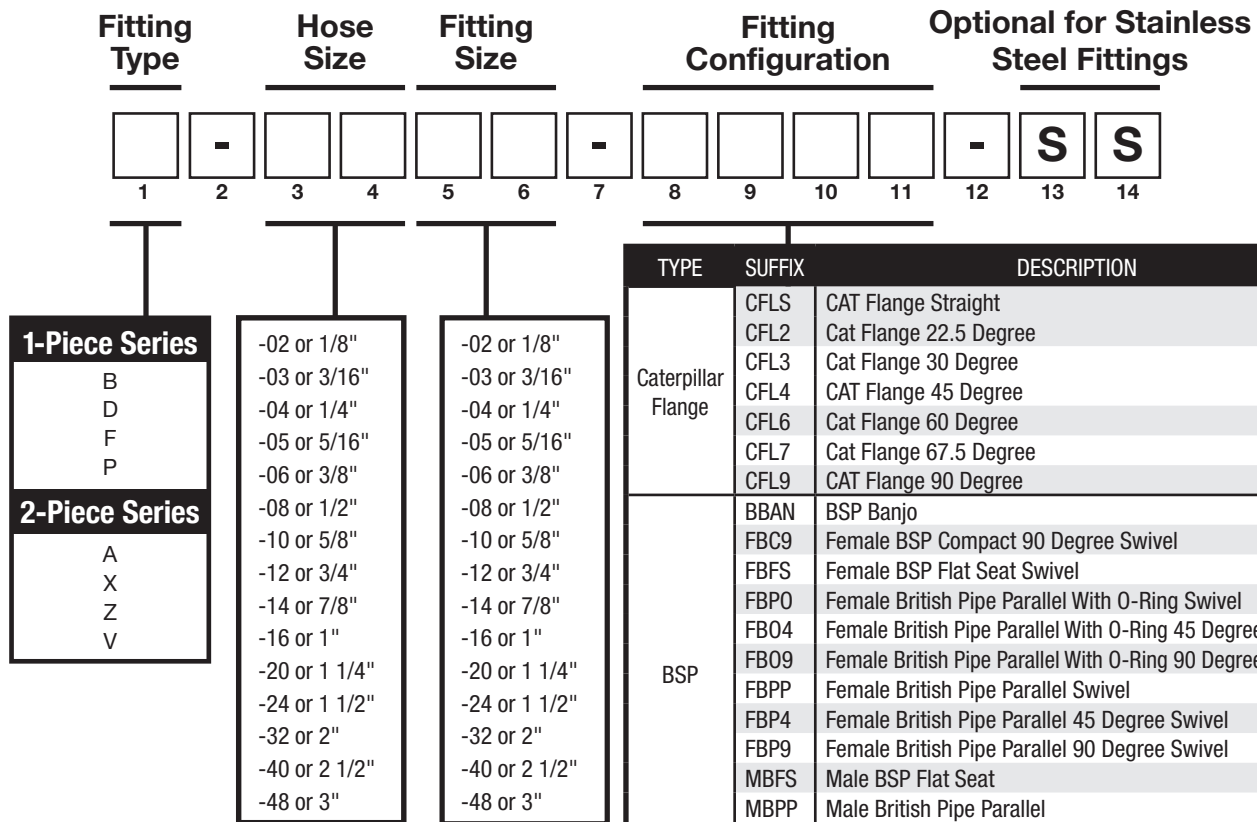 Fitting Type
Hose Size
Fitting Size
Fitting Configuration
Optional for Stainless Steel Fittings
- - - S S
1 2 3 4 5 6 7 8 9 10 11 12 13 14
1-Piece Series
B
D
F
P
2-Piece Series
A
X
Z
V
-02 or 1/8"
-03 or 3/16"
-04 or 1/4"
-05 or 5/16"
-06 or 3/8"
-08 or 1/2"
-10 or 5/8"
-12 or 3/4"
-14 or 7/8"
-16 or 1"
-20 or 1 1/4"
-24 or 1 1/2"
-32 or 2"
-40 or 2 1/2"
-48 or 3"
-02 or 1/8"
-03 or 3/16"
-04 or 1/4"
-05 or 5/16"
-06 or 3/8"
-08 or 1/2"
-10 or 5/8"
-12 or 3/4"
-14 or 7/8"
-16 or 1"
-20 or 1 1/4"
-24 or 1 1/2"
-32 or 2"
-40 or 2 1/2"
-48 or 3"
TYPE SUFFIX DESCRIPTION
Caterpillar Flange
CFLS CAT Flange Straight
CFL2 Cat Flange 22.5 Degree
CFL3 Cat Flange 30 Degree
CFL4 CAT Flange 45 Degree
CFL6 Cat Flange 60 Degree
CFL7 Cat Flange 67.5 Degree
CFL9 CAT Flange 90 Degree
BSP
BBAN BSP Banjo
FBC9 Female BSP Compact 90 Degree Swivel
FBFS Female BSP Flat Seat Swivel
FBPO Female British Pipe Parallel With O-Ring Swivel
FBO4 Female British Pipe Parallel With O-Ring 45 Degree
FBO9 Female British Pipe Parallel With O-Ring 90 Degree
FBPP Female British Pipe Parallel Swivel
FBP4 Female British Pipe Parallel 45 Degree Swivel
FBP9 Female British Pipe Parallel 90 Degree Swivel
MBFS Male BSP Flat Seat
MBPP Male British Pipe Parallel